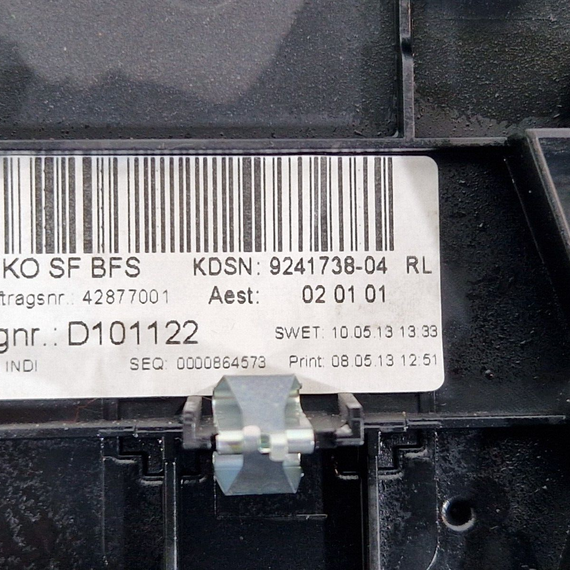 KO SF BFS KDSN: 9241738-04 RL
tragsnr.: 42877001 Aest: 02 01 01
gnr.: D101122 SWET: 10.05.13 13:33
INDI SEQ: 0000864573 Print: 08.05.13 12:51